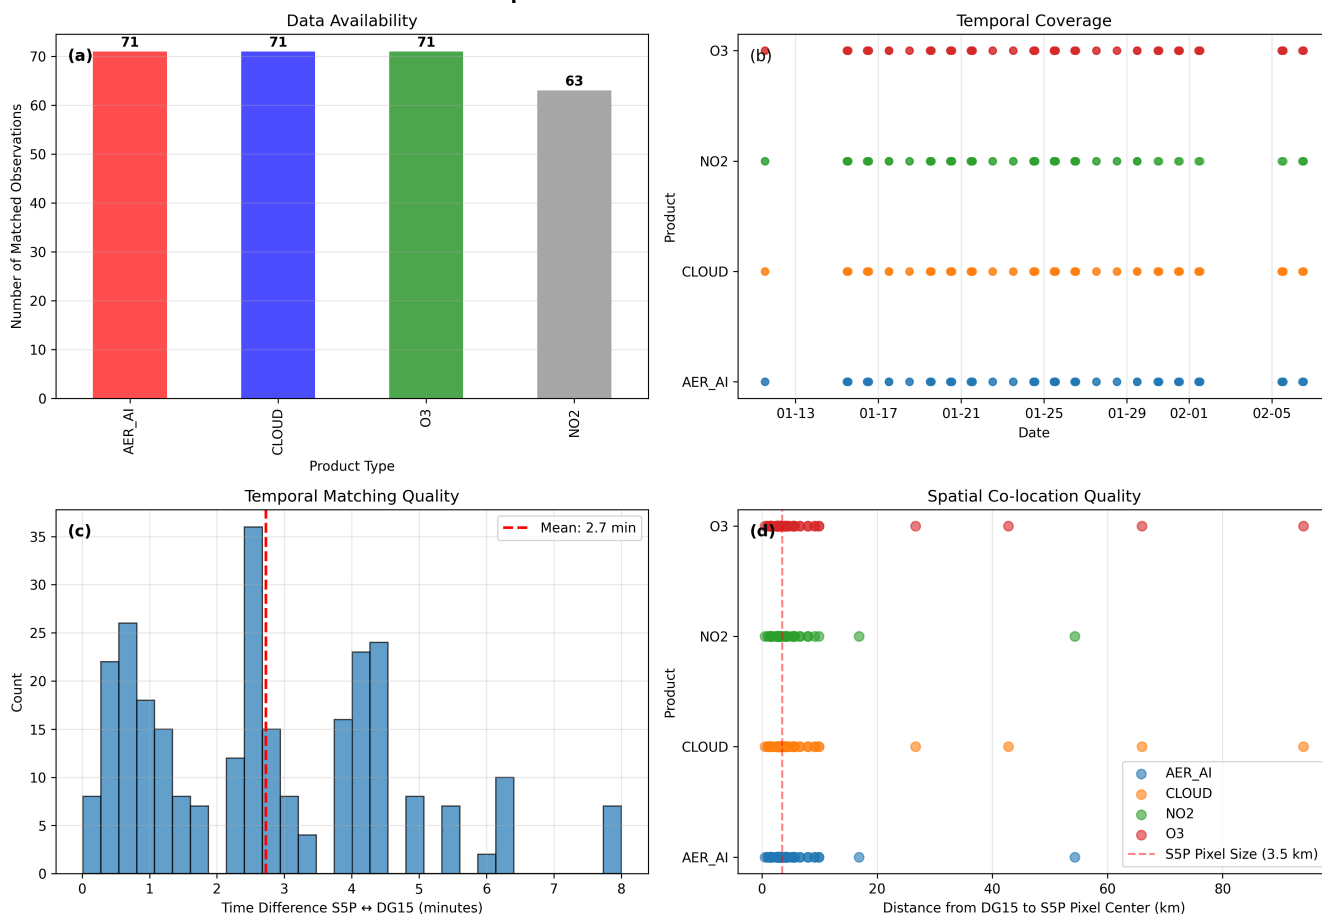 Data Availability
(a)
71
71
71
63
70
60
50
40
30
20
10
0
Number of Matched Observations
AER_AI
CLOUD
O3
NO2
Product Type
Temporal Coverage
(b)
O3
NO2
CLOUD
AER_AI
Product
01-13
01-17
01-21
01-25
01-29
02-01
02-05
Date
Temporal Matching Quality
(c)
Mean: 2.7 min
35
30
25
20
15
10
5
0
Count
0
1
2
3
4
5
6
7
8
Time Difference S5P ↔ DG15 (minutes)
Spatial Co-location Quality
(d)
O3
NO2
CLOUD
AER_AI
Product
AER_AI
CLOUD
NO2
O3
S5P Pixel Size (3.5 km)
0
20
40
60
80
Distance from DG15 to S5P Pixel Center (km)